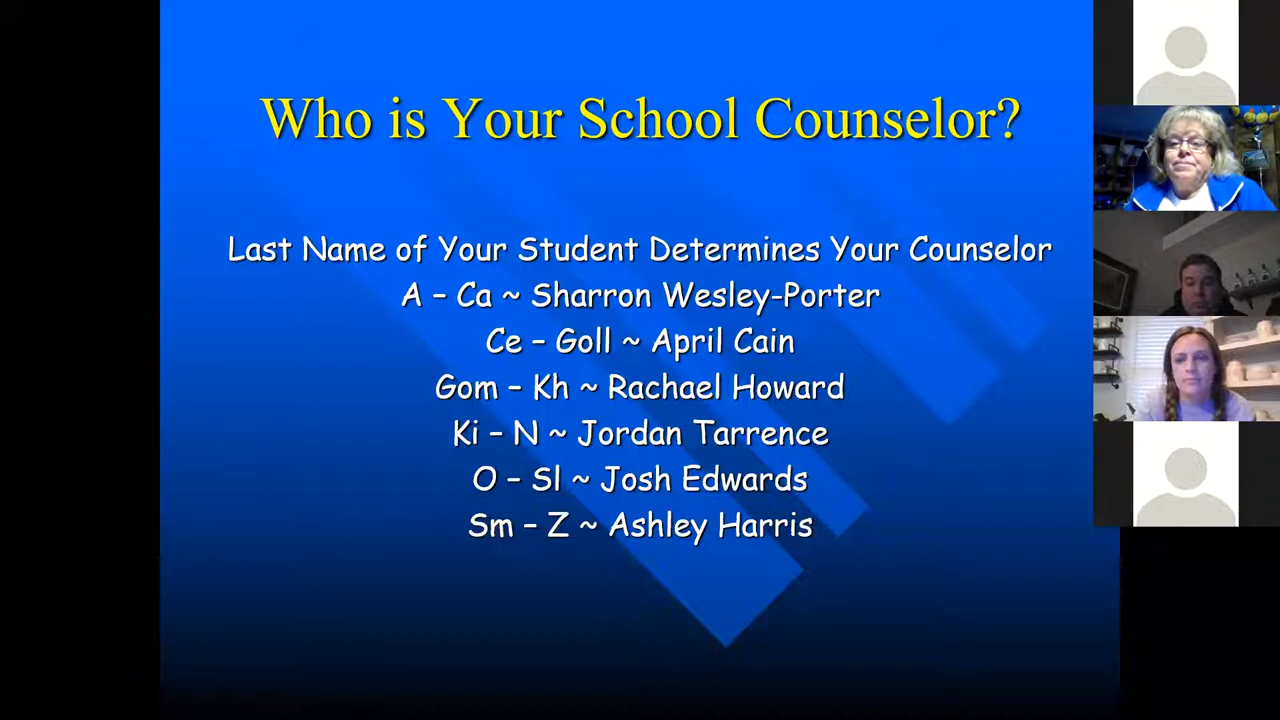 Who is Your School Counselor?
Last Name of Your Student Determines Your Counselor
A – Ca ~ Sharron Wesley-Porter
Ce – Goll ~ April Cain
Gom – Kh ~ Rachael Howard
Ki – N ~ Jordan Tarrence
O – Sl ~ Josh Edwards
Sm – Z ~ Ashley Harris